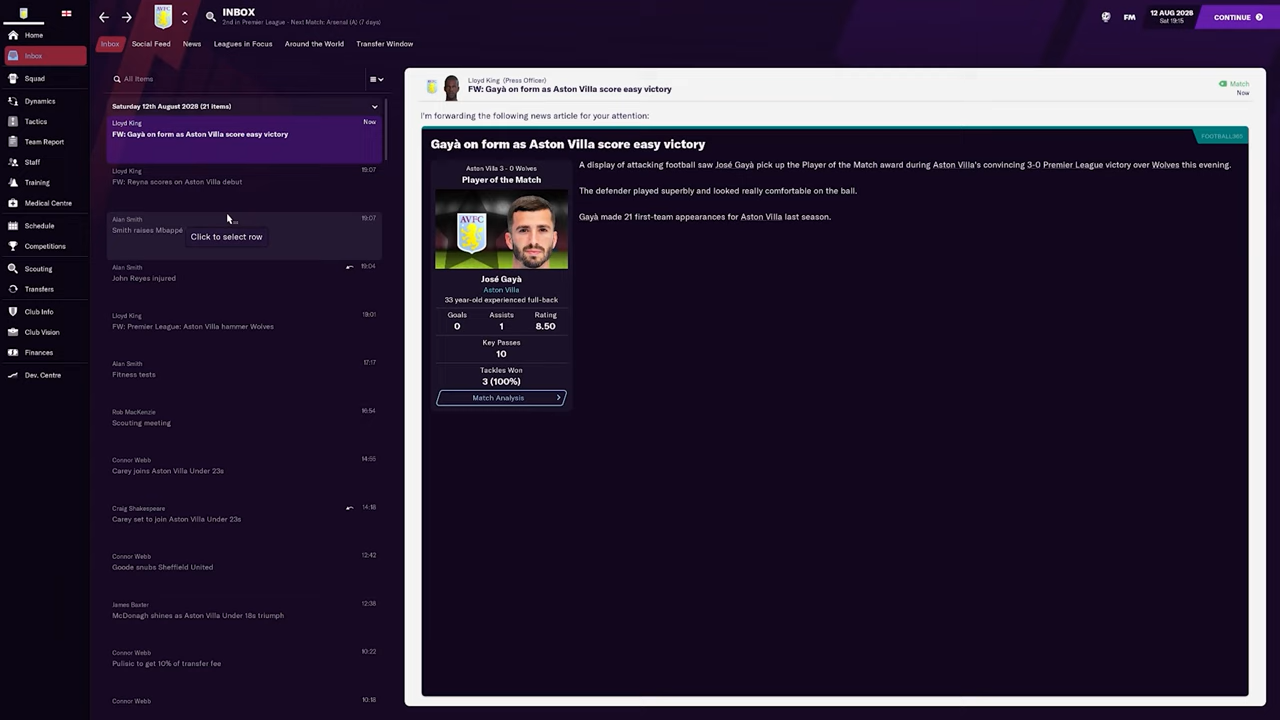 INBOX
2nd in Premier League - Next Match: Arsenal (A) (7 days)
FM
12 AUG 2028
Sat 19:15
CONTINUE
Home
Inbox
Squad
Dynamics
Tactics
Team Report
Staff
Training
Medical Centre
Schedule
Competitions
Scouting
Transfers
Club Info
Club Vision
Finances
Dev. Centre
Inbox
Social Feed
News
Leagues in Focus
Around the World
Transfer Window
All Items
Saturday 12th August 2028 (21 items)
Lloyd King
Now
FW: Gayà on form as Aston Villa score easy victory
Lloyd King
19:07
FW: Reyna scores on Aston Villa debut
Alan Smith
19:07
Smith raises Mbappé
Click to select row
Alan Smith
19:04
John Reyes injured
Lloyd King
19:01
FW: Premier League: Aston Villa hammer Wolves
Alan Smith
17:17
Fitness tests
Rob MacKenzie
16:54
Scouting meeting
Connor Webb
14:55
Carey joins Aston Villa Under 23s
Craig Shakespeare
14:18
Carey set to join Aston Villa Under 23s
Connor Webb
12:42
Goode snubs Sheffield United
James Baxter
12:38
McDonagh shines as Aston Villa Under 18s triumph
Connor Webb
10:22
Pulisic to get 10% of transfer fee
Connor Webb
10:18
Lloyd King (Press Officer)
FW: Gayà on form as Aston Villa score easy victory
Match
Now
I'm forwarding the following news article for your attention:
FOOTBALL365
Gayà on form as Aston Villa score easy victory
Aston Villa 3 - 0 Wolves
Player of the Match
AVFC
José Gayà
Aston Villa
33 year-old experienced full-back
Goals
Assists
Rating
0
1
8.50
Key Passes
10
Tackles Won
3 (100%)
Match Analysis
A display of attacking football saw José Gayà pick up the Player of the Match award during Aston Villa's convincing 3-0 Premier League victory over Wolves this evening.
The defender played superbly and looked really comfortable on the ball.
Gayà made 21 first-team appearances for Aston Villa last season.